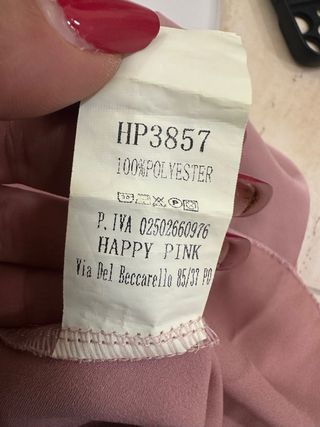 HP3857
100%POLYESTER
P. IVA 02502660976
HAPPY PINK
Via Del Beccarello 85/37 PO